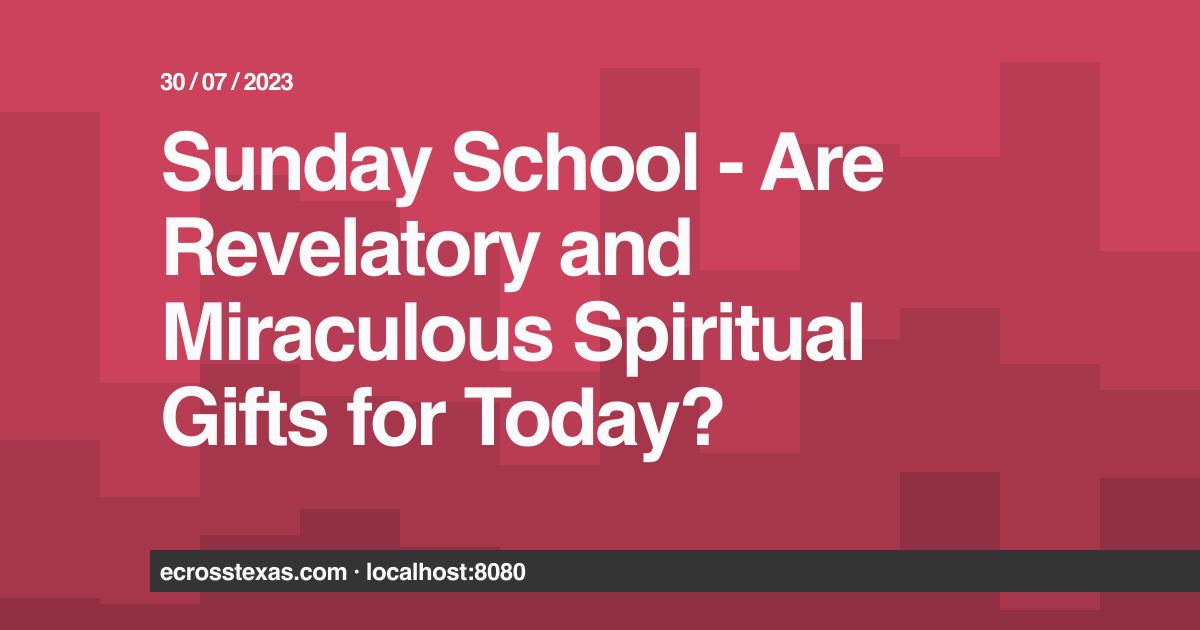 30 / 07 / 2023
Sunday School - Are
Revelatory and
Miraculous Spiritual
Gifts for Today?
ecrosstexas.com · localhost:8080